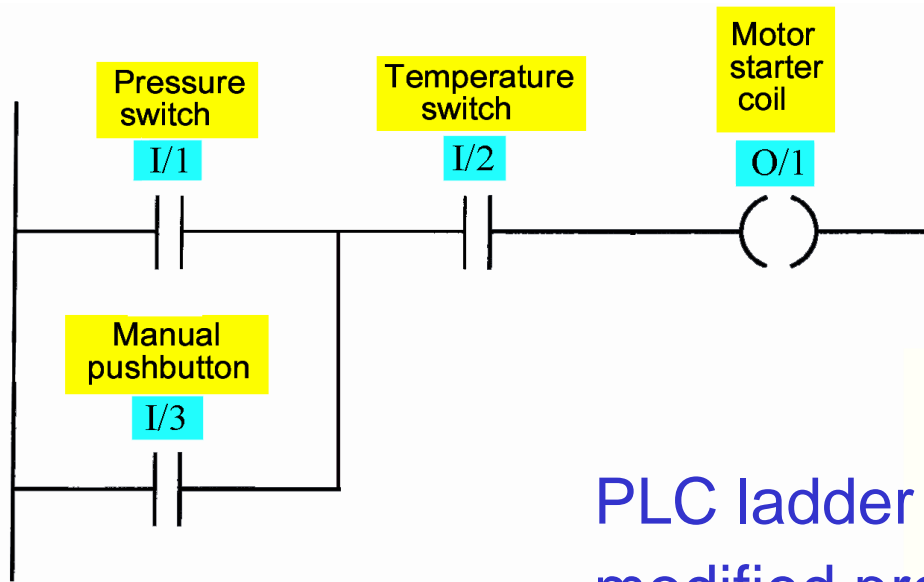 Pressure
switch
I/1
Temperature
switch
I/2
Motor
starter
coil
O/1
Manual
pushbutton
I/3
PLC ladder